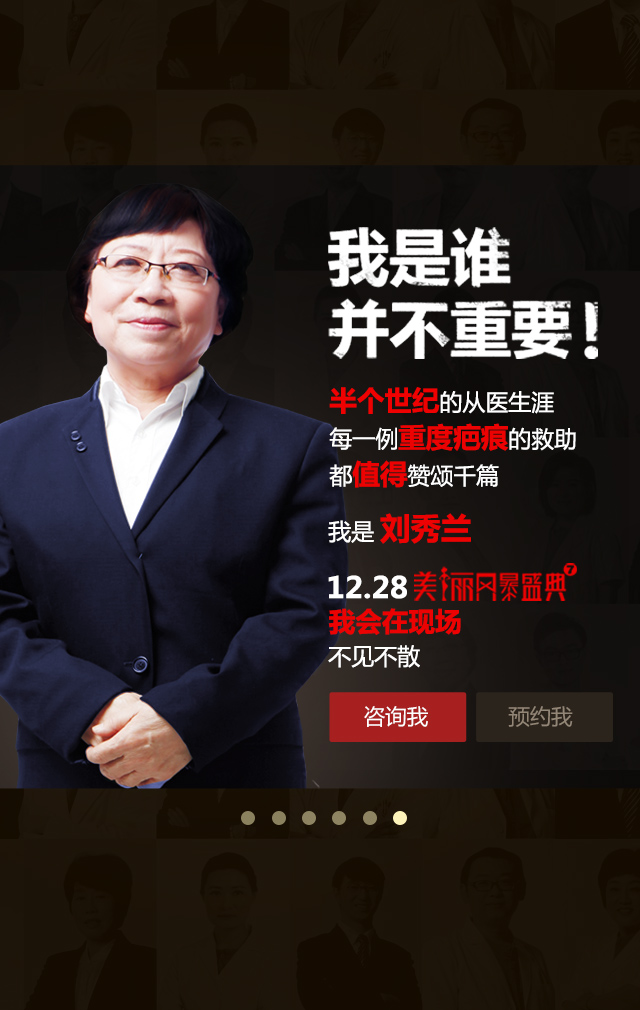 我是谁
并不重要!
半个世纪的从医生涯
每一例重度疤痕的救助
都值得赞颂千篇
我是 刘秀兰
12.28 美丽风暴盛典7
我会在现场
不见不散
咨询我 预约我